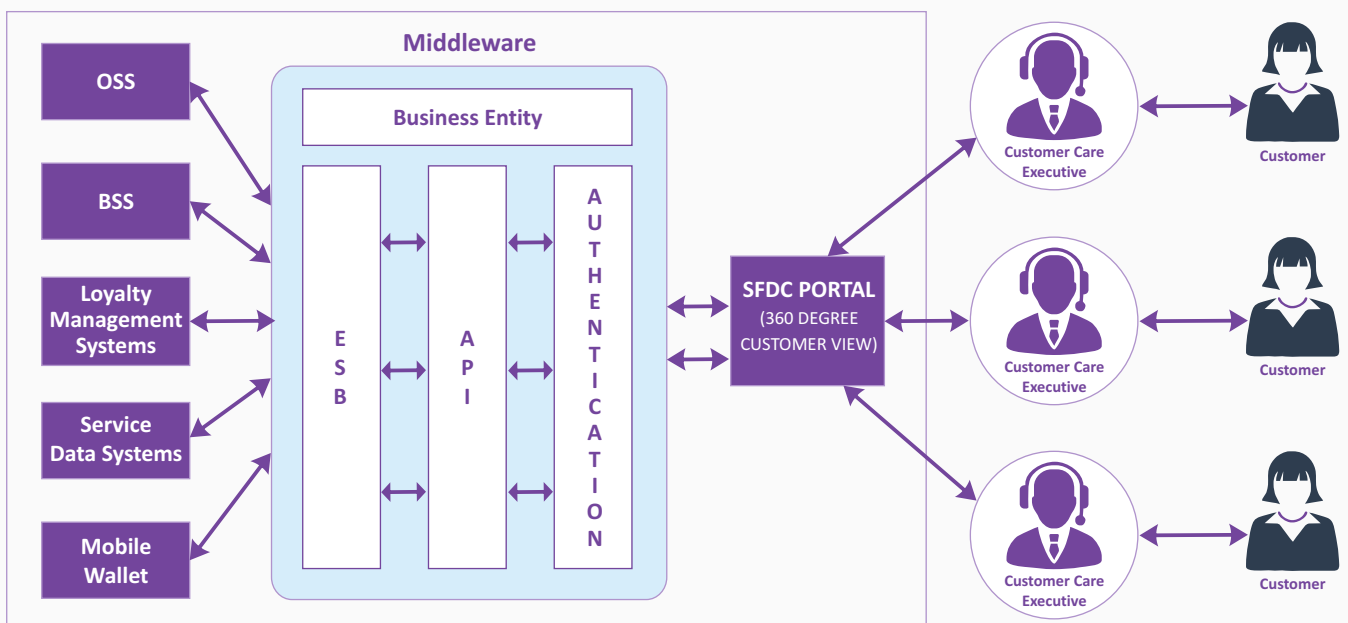 Middleware
OSS
BSS
Loyalty
Management
Systems
Service
Data Systems
Mobile
Wallet
Business Entity
E
S
B
A
P
I
A
U
T
H
E
N
T
I
C
A
T
I
O
N
SFDC PORTAL
(360 DEGREE
CUSTOMER VIEW)
Customer Care
Executive
Customer
Customer Care
Executive
Customer
Customer Care
Executive
Customer